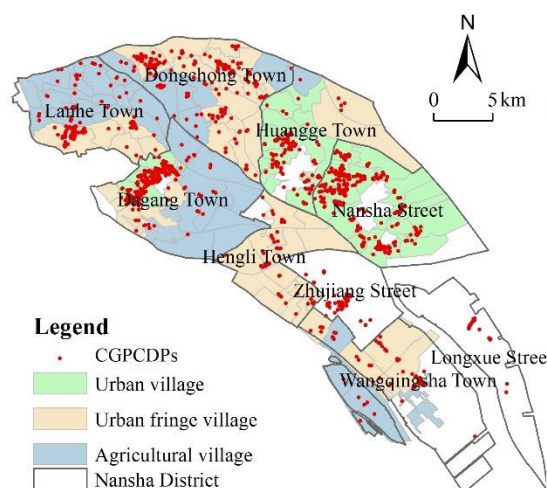 N
0 5 km
Dongchong Town
Lanhe Town
Huangge Town
Dagang Town
Nansha Street
Hengli Town
Zhujiang Street
Longxue Street
Wangqingsha Town
Legend
CGPCDPs
Urban village
Urban fringe village
Agricultural village
Nansha District